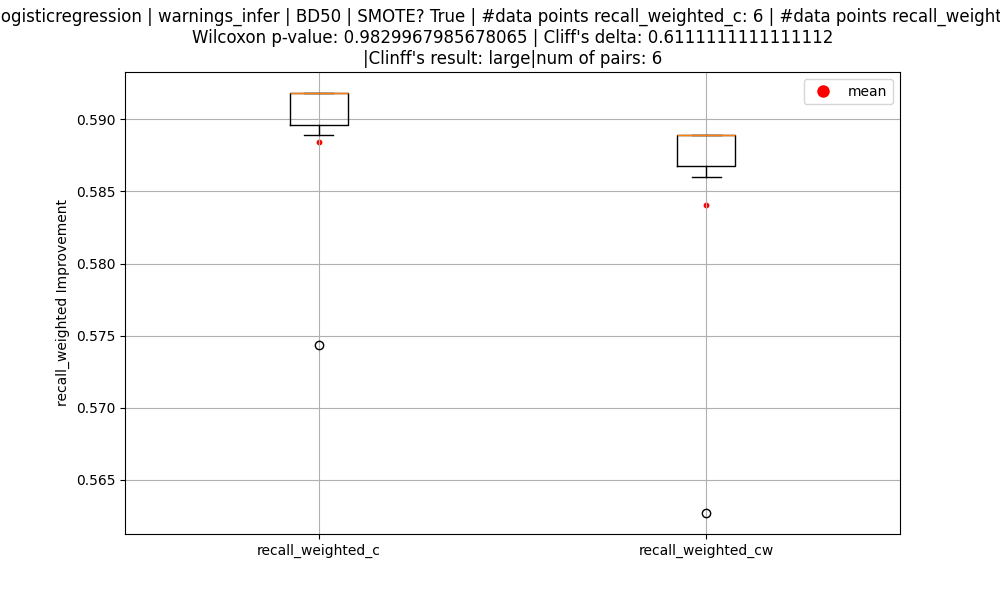 ogisticregression | warnings_infer | BD50 | SMOTE? True | #data points recall_weighted_c: 6 | #data points recall_weight
Wilcoxon p-value: 0.9829967985678065 | Cliff's delta: 0.6111111111111112
|Clinff's result: large|num of pairs: 6
mean
0.590
0.585
0.580
0.575
0.570
0.565
recall_weighted Improvement
recall_weighted_c
recall_weighted_cw